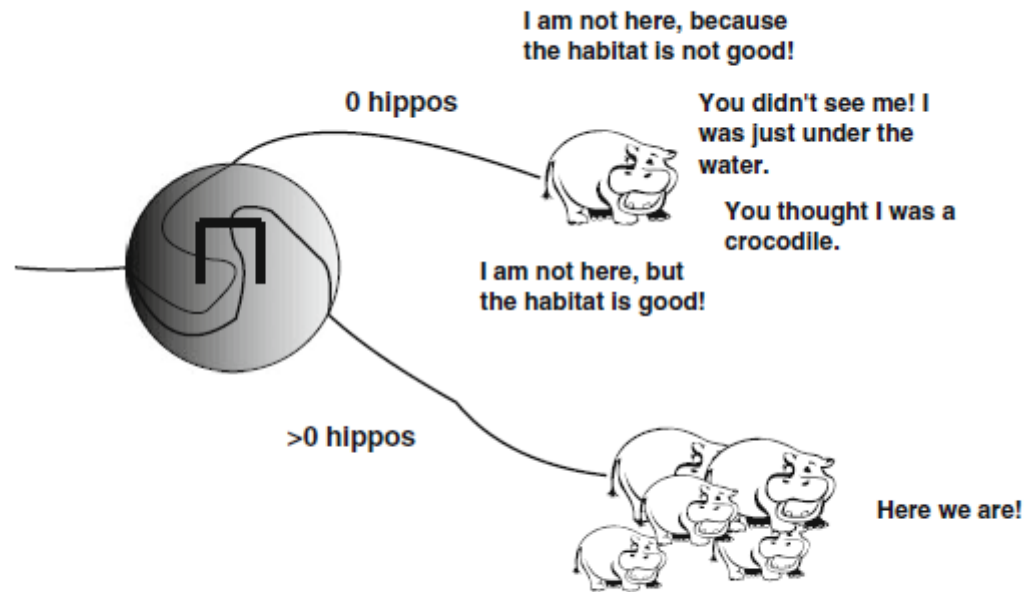 I am not here, because
the habitat is not good!
0 hippos
You didn't see me! I
was just under the
water.
You thought I was a
crocodile.
I am not here, but
the habitat is good!
Π
>0 hippos
Here we are!